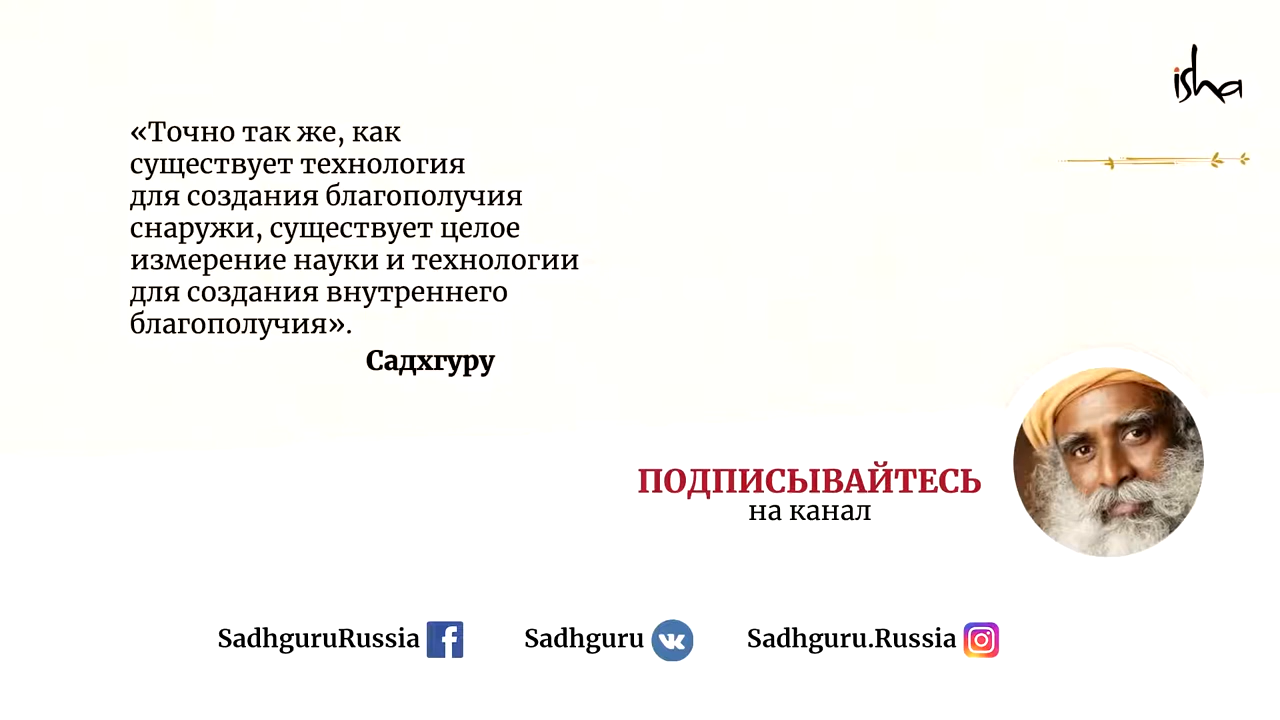 isha
«Точно так же, как
существует технология
для создания благополучия
снаружи, существует целое
измерение науки и технологии
для создания внутреннего
благополучия».
Садхгуру
ПОДПИСЫВАЙТЕСЬ
на канал
SadhguruRussia
Sadhguru
Sadhguru.Russia